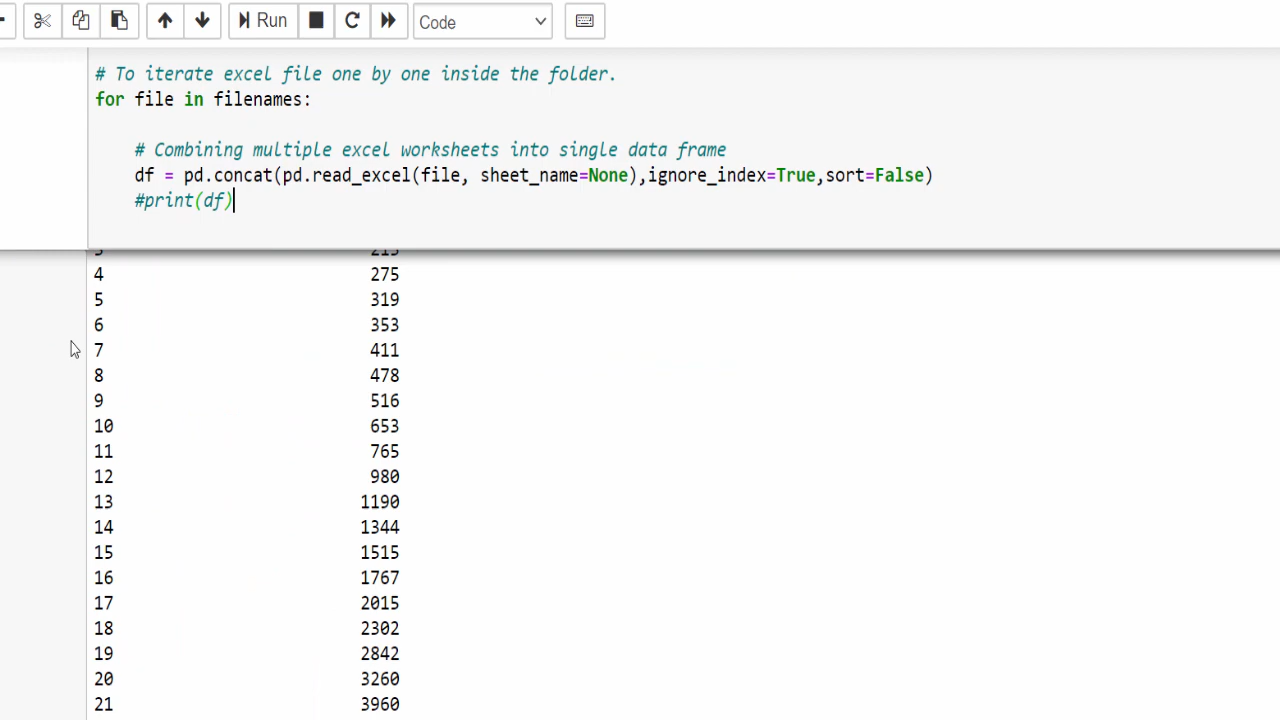 Run
Code
# To iterate excel file one by one inside the folder.
for file in filenames:
# Combining multiple excel worksheets into single data frame
df = pd.concat(pd.read_excel(file, sheet_name=None),ignore_index=True,sort=False)
#print(df)
4 275
5 319
6 353
7 411
8 478
9 516
10 653
11 765
12 980
13 1190
14 1344
15 1515
16 1767
17 2015
18 2302
19 2842
20 3260
21 3960